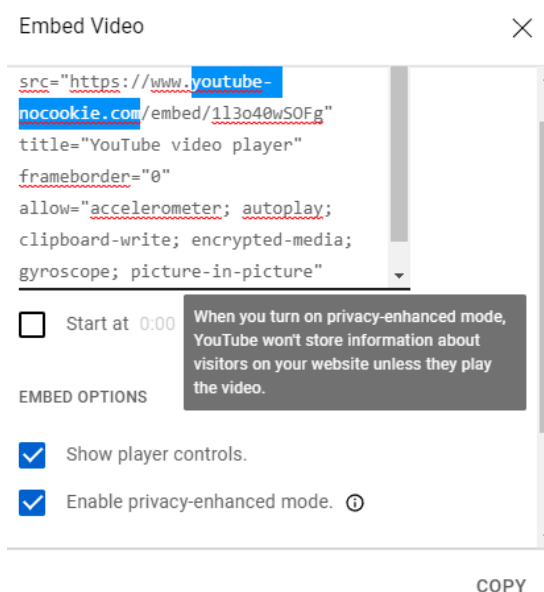 Embed Video
src="https://www.youtube-
nocookie.com/embed/1l3o40wSOFg"
title="YouTube video player"
frameborder="0"
allow="accelerometer; autoplay;
clipboard-write; encrypted-media;
gyroscope; picture-in-picture"
Start at 0:00
When you turn on privacy-enhanced mode,
YouTube won't store information about
visitors on your website unless they play
the video.
EMBED OPTIONS
Show player controls.
Enable privacy-enhanced mode.
COPY